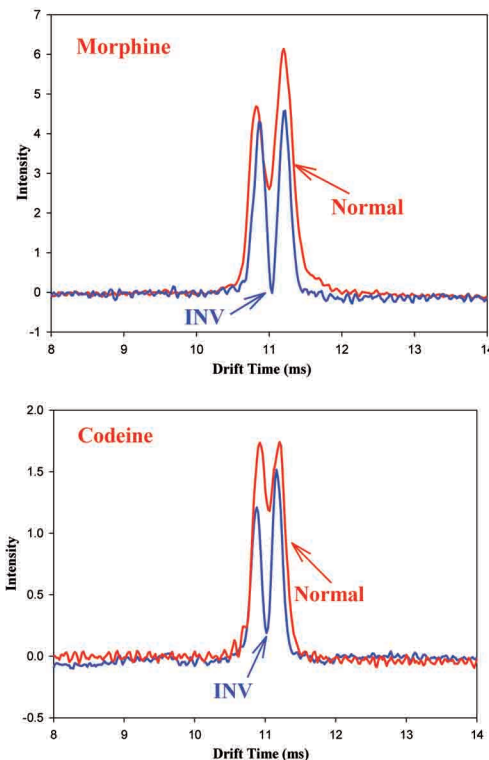 7
6
5
4
3
2
1
0
-1
Intensity
Morphine
Normal
INV
8 9 10 11 12 13 14
Drift Time (ms)
2.0
1.5
1.0
0.5
0.0
-0.5
Intensity
Codeine
Normal
INV
8 9 10 11 12 13 14
Drift Time (ms)